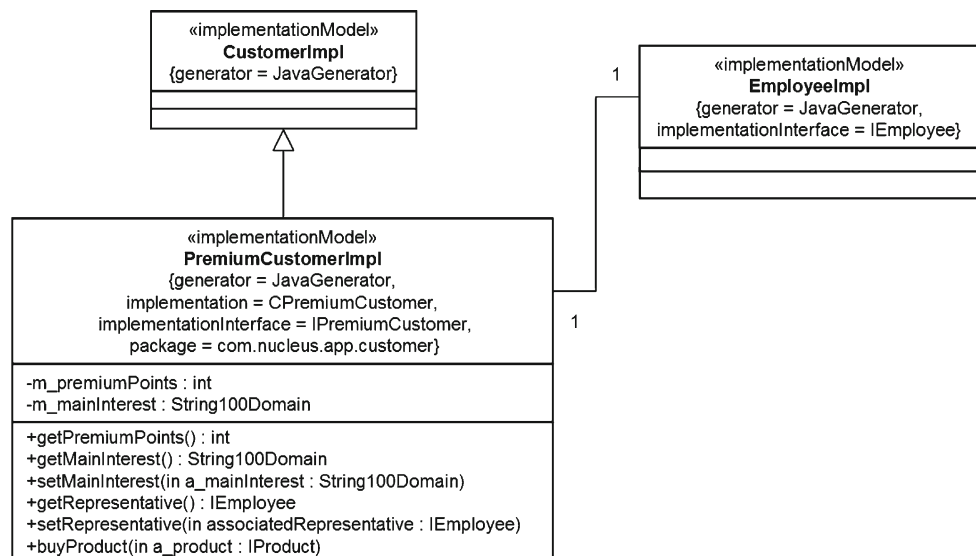 «implementationModel»
CustomerImpl
{generator = JavaGenerator}
1
«implementationModel»
EmployeeImpl
{generator = JavaGenerator,
implementationInterface = IEmployee}
«implementationModel»
PremiumCustomerImpl
{generator = JavaGenerator,
implementation = CPremiumCustomer,
implementationInterface = IPremiumCustomer,
package = com.nucleus.app.customer}
1
-m_premiumPoints : int
-m_mainInterest : String100Domain
+getPremiumPoints() : int
+getMainInterest() : String100Domain
+setMainInterest(in a_mainInterest : String100Domain)
+getRepresentative() : IEmployee
+setRepresentative(in associatedRepresentative : IEmployee)
+buyProduct(in a_product : IProduct)